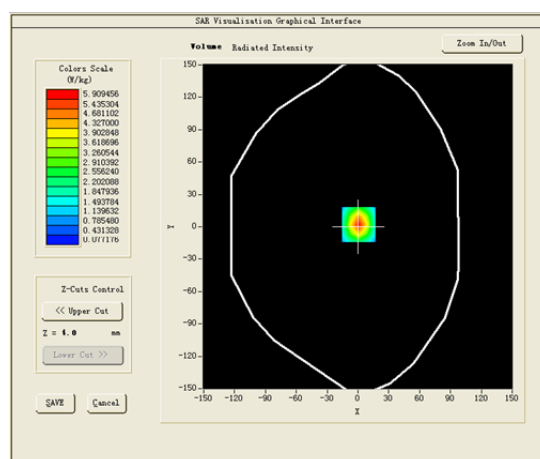 SAR Visualisation Graphical Interface
Volume Radiated Intensity
Zoom In/Out
Colors Scale
(W/kg)
5.909456
5.435304
4.681102
4.327000
3.902848
3.618696
3.260544
2.910392
2.556240
2.202088
1.847936
1.493784
1.139632
0.785480
0.431328
0.077176
Z-Cuts Control
<< Upper Cut
Z = 4.0 mm
Lower Cut >>
SAVE
Cancel
150
120
90
60
30
0
-30
-60
-90
-120
-150
Y
-150 -120 -90 -60 -30 0 30 60 90 120 150
X